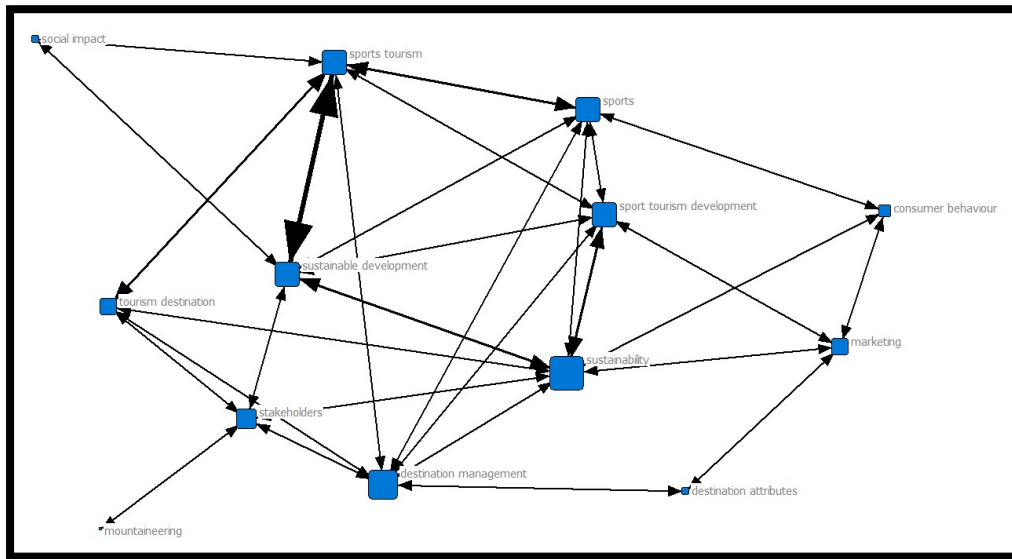 social impact
sports tourism
sports
sport tourism development
consumer behaviour
sustainable development
tourism destination
marketing
sustainability
stakeholders
destination management
destination attributes
mountaineering